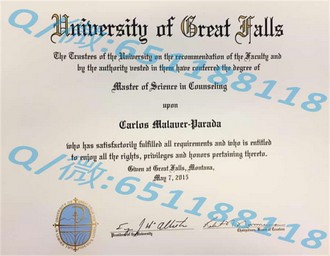 University of Great Falls
The Trustees of the University on the recommendation of the Faculty and
by the authority vested in them have conferred the degree of
Master of Science in Counseling
upon
Carlos Malaver-Parada
who has satisfactorily fulfilled all requirements and who is entitled
to enjoy all the rights, privileges and honors pertaining thereto.
Given at Great Falls, Montana,
May 7, 2015
Q/微:651188118
Q/微:651188118